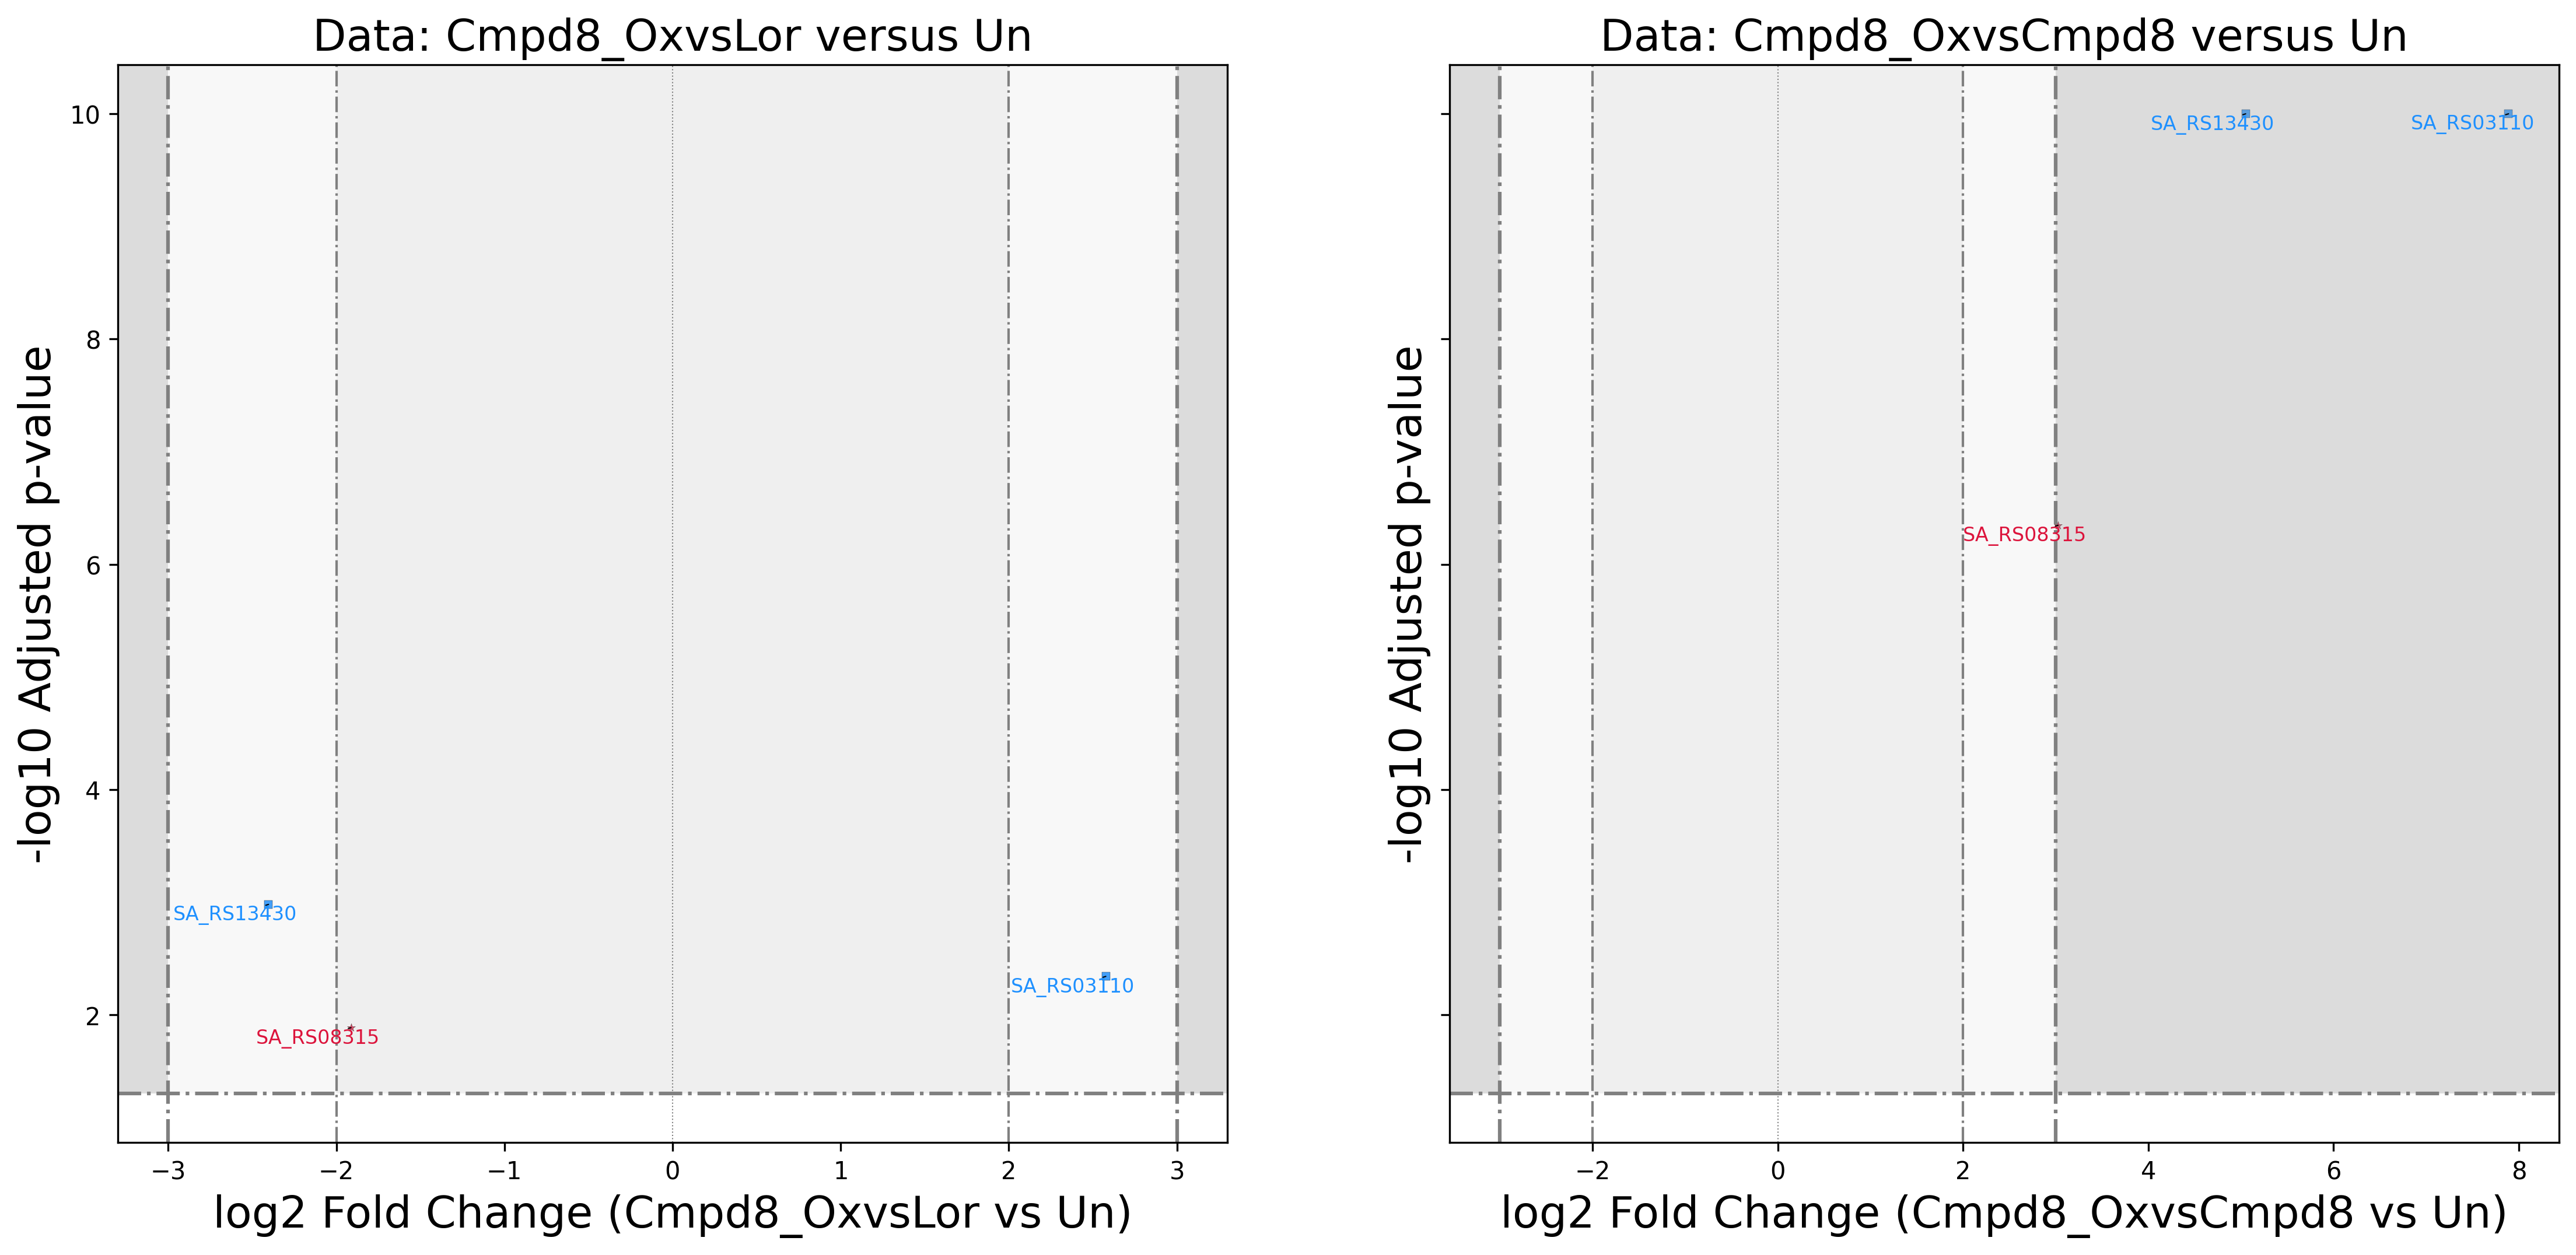 Data: Cmpd8_OxvsLor versus Un
-log10 Adjusted p-value
10
8
6
4
2
SA_RS13430
SA_RS03110
SA_RS08315
−3
−2
−1
0
1
2
3
log2 Fold Change (Cmpd8_OxvsLor vs Un)
Data: Cmpd8_OxvsCmpd8 versus Un
-log10 Adjusted p-value
SA_RS13430
SA_RS03110
SA_RS08315
−2
0
2
4
6
8
log2 Fold Change (Cmpd8_OxvsCmpd8 vs Un)